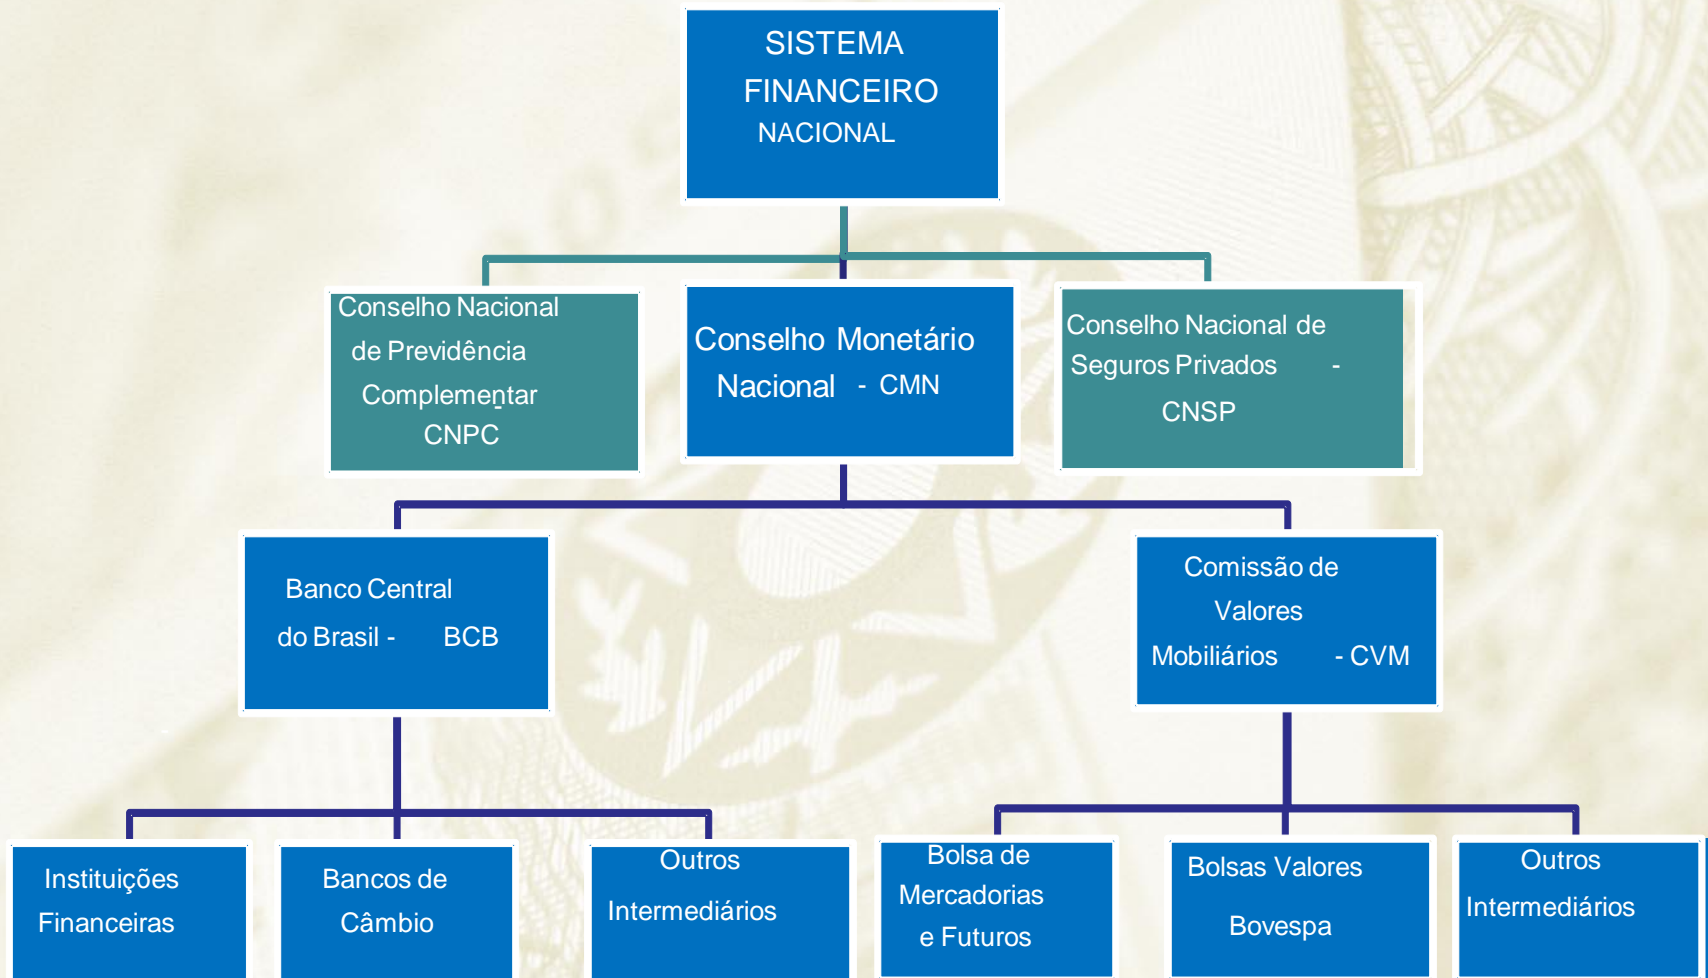 SISTEMA
FINANCEIRO
NACIONAL
Conselho Nacional
de Previdência
Complementar -
CNPC
Conselho Monetário
Nacional - CMN
Conselho Nacional de
Seguros Privados -
CNSP
Banco Central
do Brasil - BCB
Comissão de
Valores
Mobiliários - CVM
Instituições
Financeiras
Bancos de
Câmbio
Outros
Intermediários
Bolsa de
Mercadorias
e Futuros
Bolsas Valores
Bovespa
Outros
Intermediários